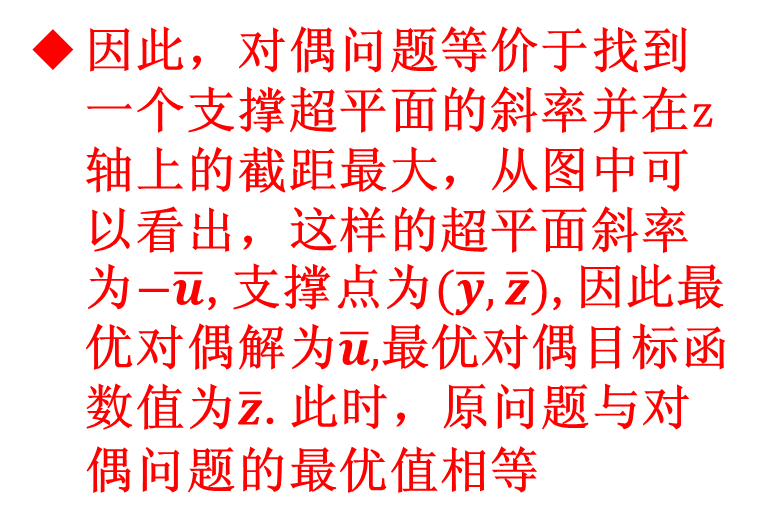 ◆因此，对偶问题等价于找到
一个支撑超平面的斜率并在z
轴上的截距最大，从图中可
以看出，这样的超平面斜率
为−u̅, 支撑点为(y̅, z̅), 因此最
优对偶解为u̅,最优对偶目标函
数值为z̅. 此时，原问题与对
偶问题的最优值相等